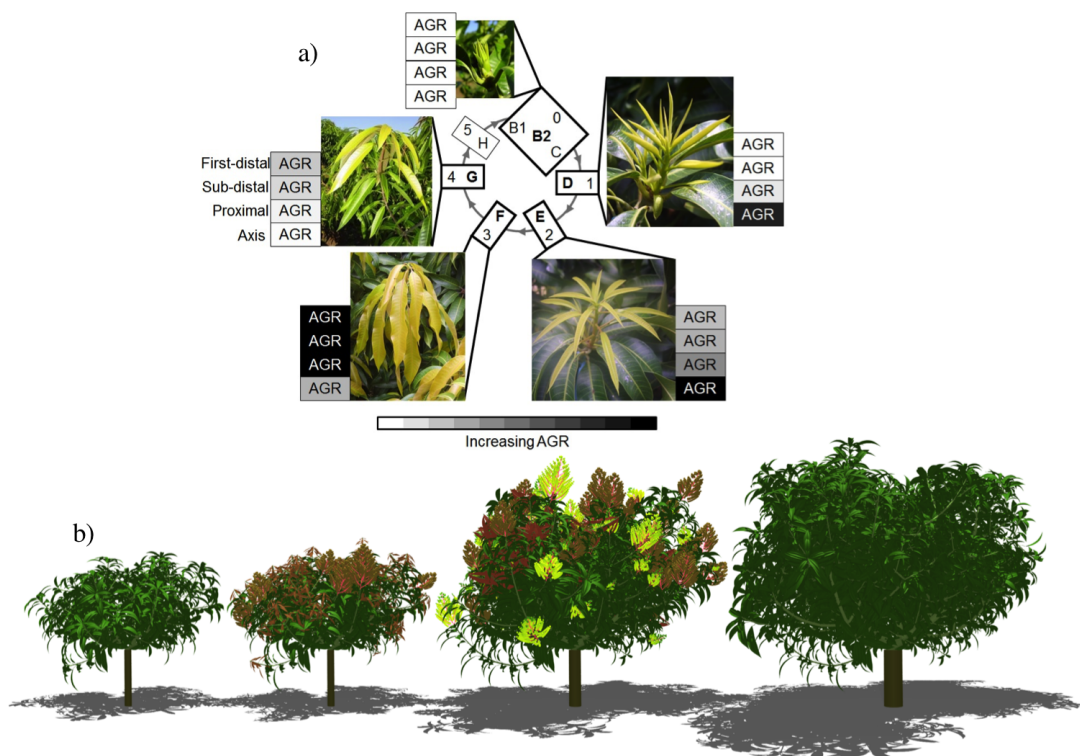 a)
AGR
AGR
AGR
AGR
0
B1 B2
C
5
H
D 1
AGR
AGR
AGR
AGR
First-distal AGR
Sub-distal AGR
Proximal AGR
Axis AGR
4 G
F
3
E
2
AGR
AGR
AGR
AGR
AGR
AGR
AGR
AGR
Increasing AGR
b)